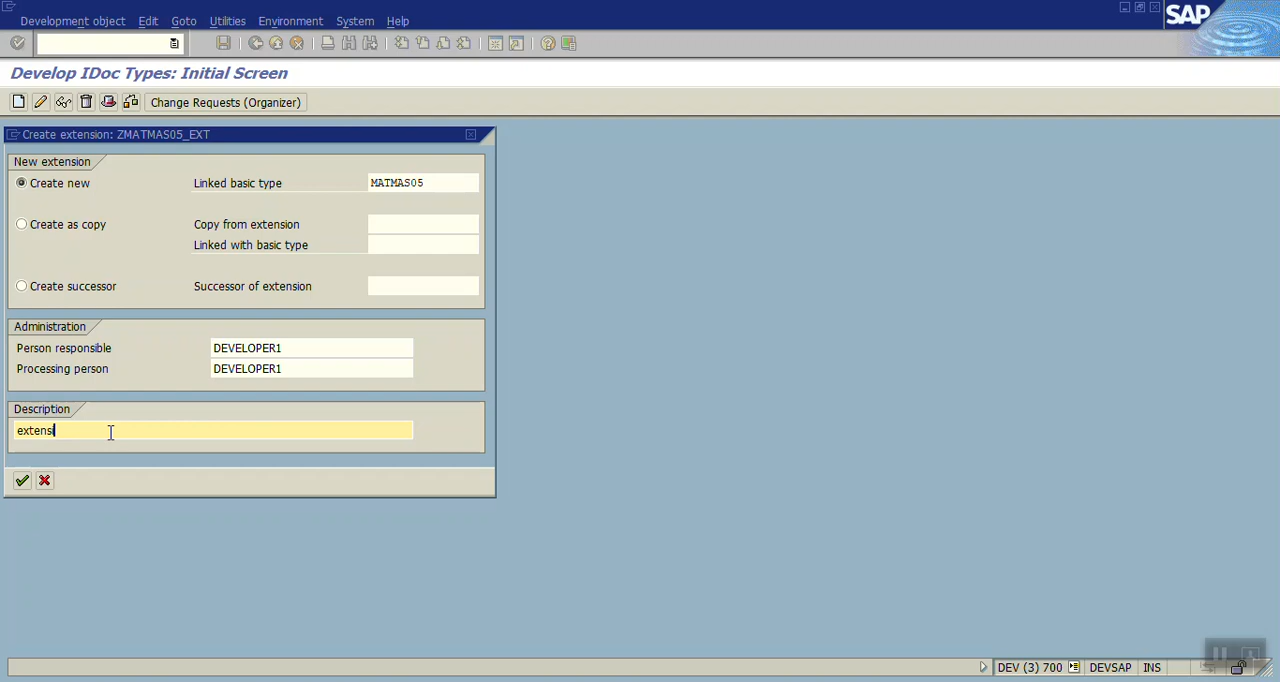 Development object Edit Goto Utilities Environment System Help
SAP
Develop IDoc Types: Initial Screen
Change Requests (Organizer)
Create extension: ZMATMAS05_EXT
New extension
Create new Linked basic type MATMAS05
Create as copy Copy from extension
Linked with basic type
Create successor Successor of extension
Administration
Person responsible DEVELOPER1
Processing person DEVELOPER1
Description
extensi
DEV (3) 700 DEVSAP INS